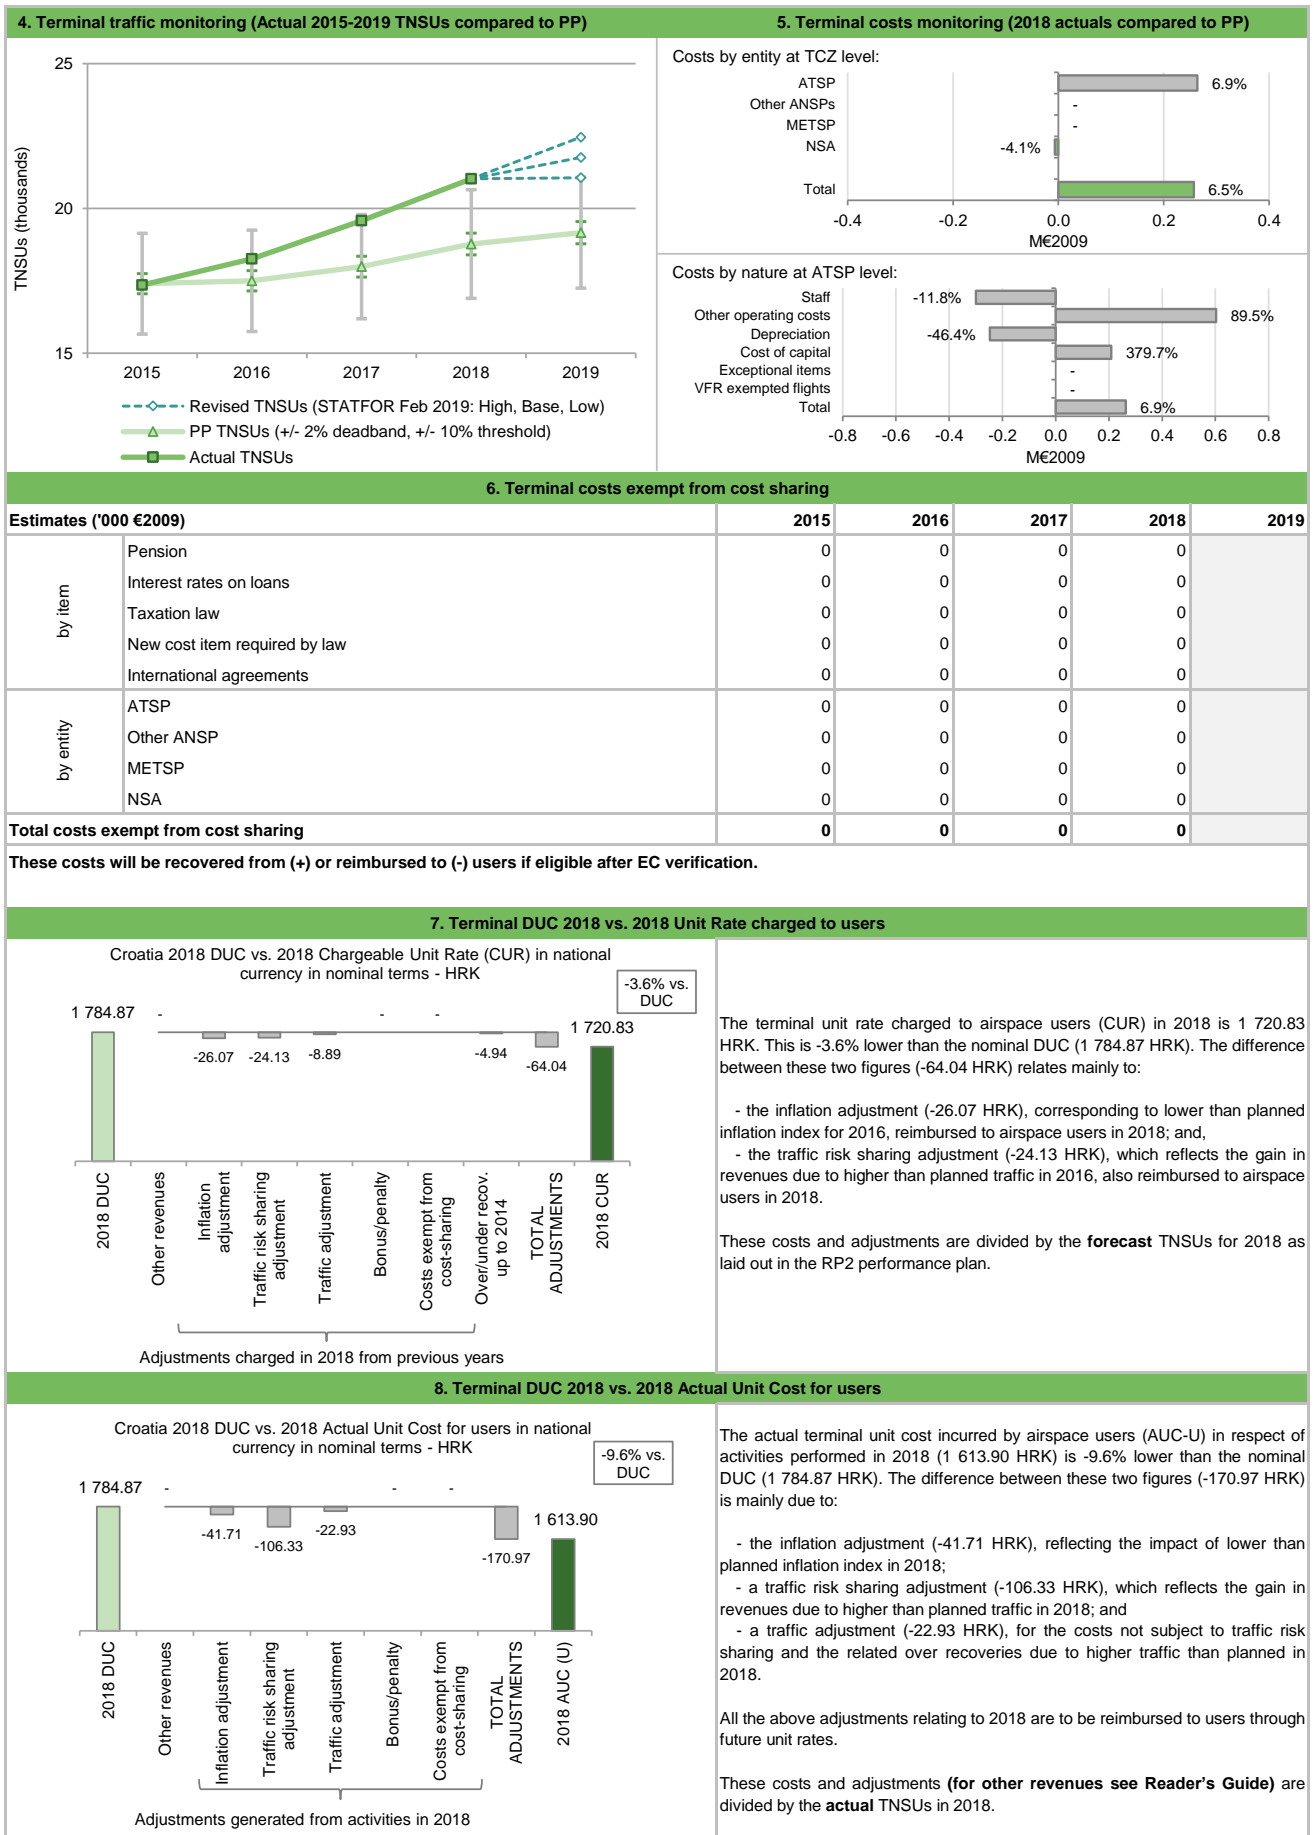 4. Terminal traffic monitoring (Actual 2015-2019 TNSUs compared to PP)
25
20
15
TNSUs (thousands)
2015 2016 2017 2018 2019
Revised TNSUs (STATFOR Feb 2019: High, Base, Low)
PP TNSUs (+/- 2% deadband, +/- 10% threshold)
Actual TNSUs
5. Terminal costs monitoring (2018 actuals compared to PP)
Costs by entity at TCZ level:
ATSP 6.9%
Other ANSPs -
METSP -
NSA -4.1%
Total 6.5%
-0.4 -0.2 0.0 0.2 0.4
M€2009
Costs by nature at ATSP level:
Staff -11.8%
Other operating costs 89.5%
Depreciation -46.4%
Cost of capital 379.7%
Exceptional items -
VFR exempted flights -
Total 6.9%
-0.8 -0.6 -0.4 -0.2 0.0 0.2 0.4 0.6 0.8
M€2009
6. Terminal costs exempt from cost sharing
Estimates ('000 €2009) 2015 2016 2017 2018 2019
by item
Pension 0 0 0 0
Interest rates on loans 0 0 0 0
Taxation law 0 0 0 0
New cost item required by law 0 0 0 0
International agreements 0 0 0 0
by entity
ATSP 0 0 0 0
Other ANSP 0 0 0 0
METSP 0 0 0 0
NSA 0 0 0 0
Total costs exempt from cost sharing 0 0 0 0
These costs will be recovered from (+) or reimbursed to (-) users if eligible after EC verification.
7. Terminal DUC 2018 vs. 2018 Unit Rate charged to users
Croatia 2018 DUC vs. 2018 Chargeable Unit Rate (CUR) in national
currency in nominal terms - HRK
-3.6% vs.
DUC
1 784.87 - - - 1 720.83
-26.07 -24.13 -8.89 -4.94 -64.04
2018 DUC
Other revenues
Inflation
adjustment
Traffic risk sharing
adjustment
Traffic adjustment
Bonus/penalty
Costs exempt from
cost-sharing
Over/under recov.
up to 2014
TOTAL
ADJUSTMENTS
2018 CUR
Adjustments charged in 2018 from previous years
The terminal unit rate charged to airspace users (CUR) in 2018 is 1 720.83
HRK. This is -3.6% lower than the nominal DUC (1 784.87 HRK). The difference
between these two figures (-64.04 HRK) relates mainly to:
- the inflation adjustment (-26.07 HRK), corresponding to lower than planned
inflation index for 2016, reimbursed to airspace users in 2018; and,
- the traffic risk sharing adjustment (-24.13 HRK), which reflects the gain in
revenues due to higher than planned traffic in 2016, also reimbursed to airspace
users in 2018.
These costs and adjustments are divided by the forecast TNSUs for 2018 as
laid out in the RP2 performance plan.
8. Terminal DUC 2018 vs. 2018 Actual Unit Cost for users
Croatia 2018 DUC vs. 2018 Actual Unit Cost for users in national
currency in nominal terms - HRK
-9.6% vs.
DUC
1 784.87 - - - 1 613.90
-41.71 -106.33 -22.93 -170.97
2018 DUC
Other revenues
Inflation adjustment
Traffic risk sharing
adjustment
Traffic adjustment
Bonus/penalty
Costs exempt from
cost-sharing
TOTAL
ADJUSTMENTS
2018 AUC (U)
Adjustments generated from activities in 2018
The actual terminal unit cost incurred by airspace users (AUC-U) in respect of
activities performed in 2018 (1 613.90 HRK) is -9.6% lower than the nominal
DUC (1 784.87 HRK). The difference between these two figures (-170.97 HRK)
is mainly due to:
- the inflation adjustment (-41.71 HRK), reflecting the impact of lower than
planned inflation index in 2018;
- a traffic risk sharing adjustment (-106.33 HRK), which reflects the gain in
revenues due to higher than planned traffic in 2018; and
- a traffic adjustment (-22.93 HRK), for the costs not subject to traffic risk
sharing and the related over recoveries due to higher traffic than planned in
2018.
All the above adjustments relating to 2018 are to be reimbursed to users through
future unit rates.
These costs and adjustments (for other revenues see Reader's Guide) are
divided by the actual TNSUs in 2018.